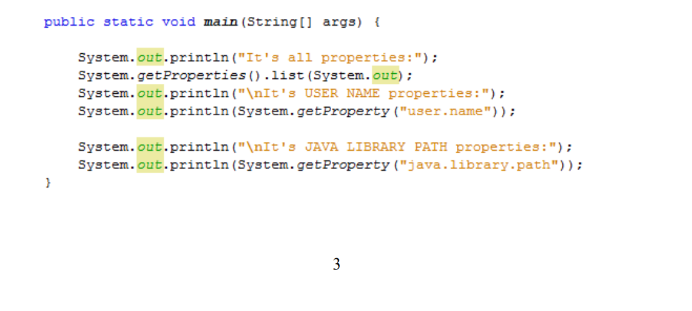 public static void main(String[] args) {
System.out.println("It's all properties:");
System.getProperties().list(System.out);
System.out.println("\nIt's USER NAME properties:");
System.out.println(System.getProperty("user.name"));
System.out.println("\nIt's JAVA LIBRARY PATH properties:");
System.out.println(System.getProperty("java.library.path"));
}
3